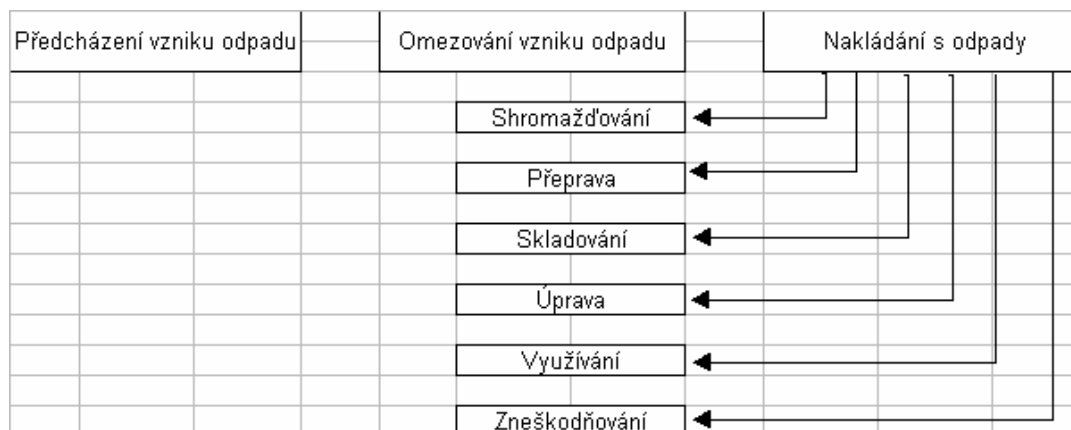 Předcházení vzniku odpadu
Omezování vzniku odpadu
Nakládání s odpady
Shromažďování
Přeprava
Skladování
Úprava
Využívání
Zneškodňování